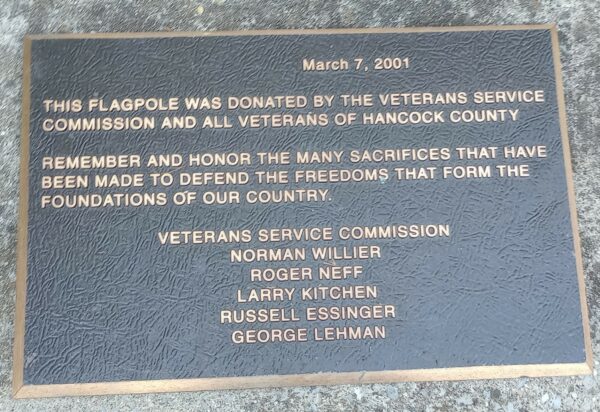 March 7, 2001
THIS FLAGPOLE WAS DONATED BY THE VETERANS SERVICE
COMMISSION AND ALL VETERANS OF HANCOCK COUNTY
REMEMBER AND HONOR THE MANY SACRIFICES THAT HAVE
BEEN MADE TO DEFEND THE FREEDOMS THAT FORM THE
FOUNDATIONS OF OUR COUNTRY.
VETERANS SERVICE COMMISSION
NORMAN WILLIER
ROGER NEFF
LARRY KITCHEN
RUSSELL ESSINGER
GEORGE LEHMAN